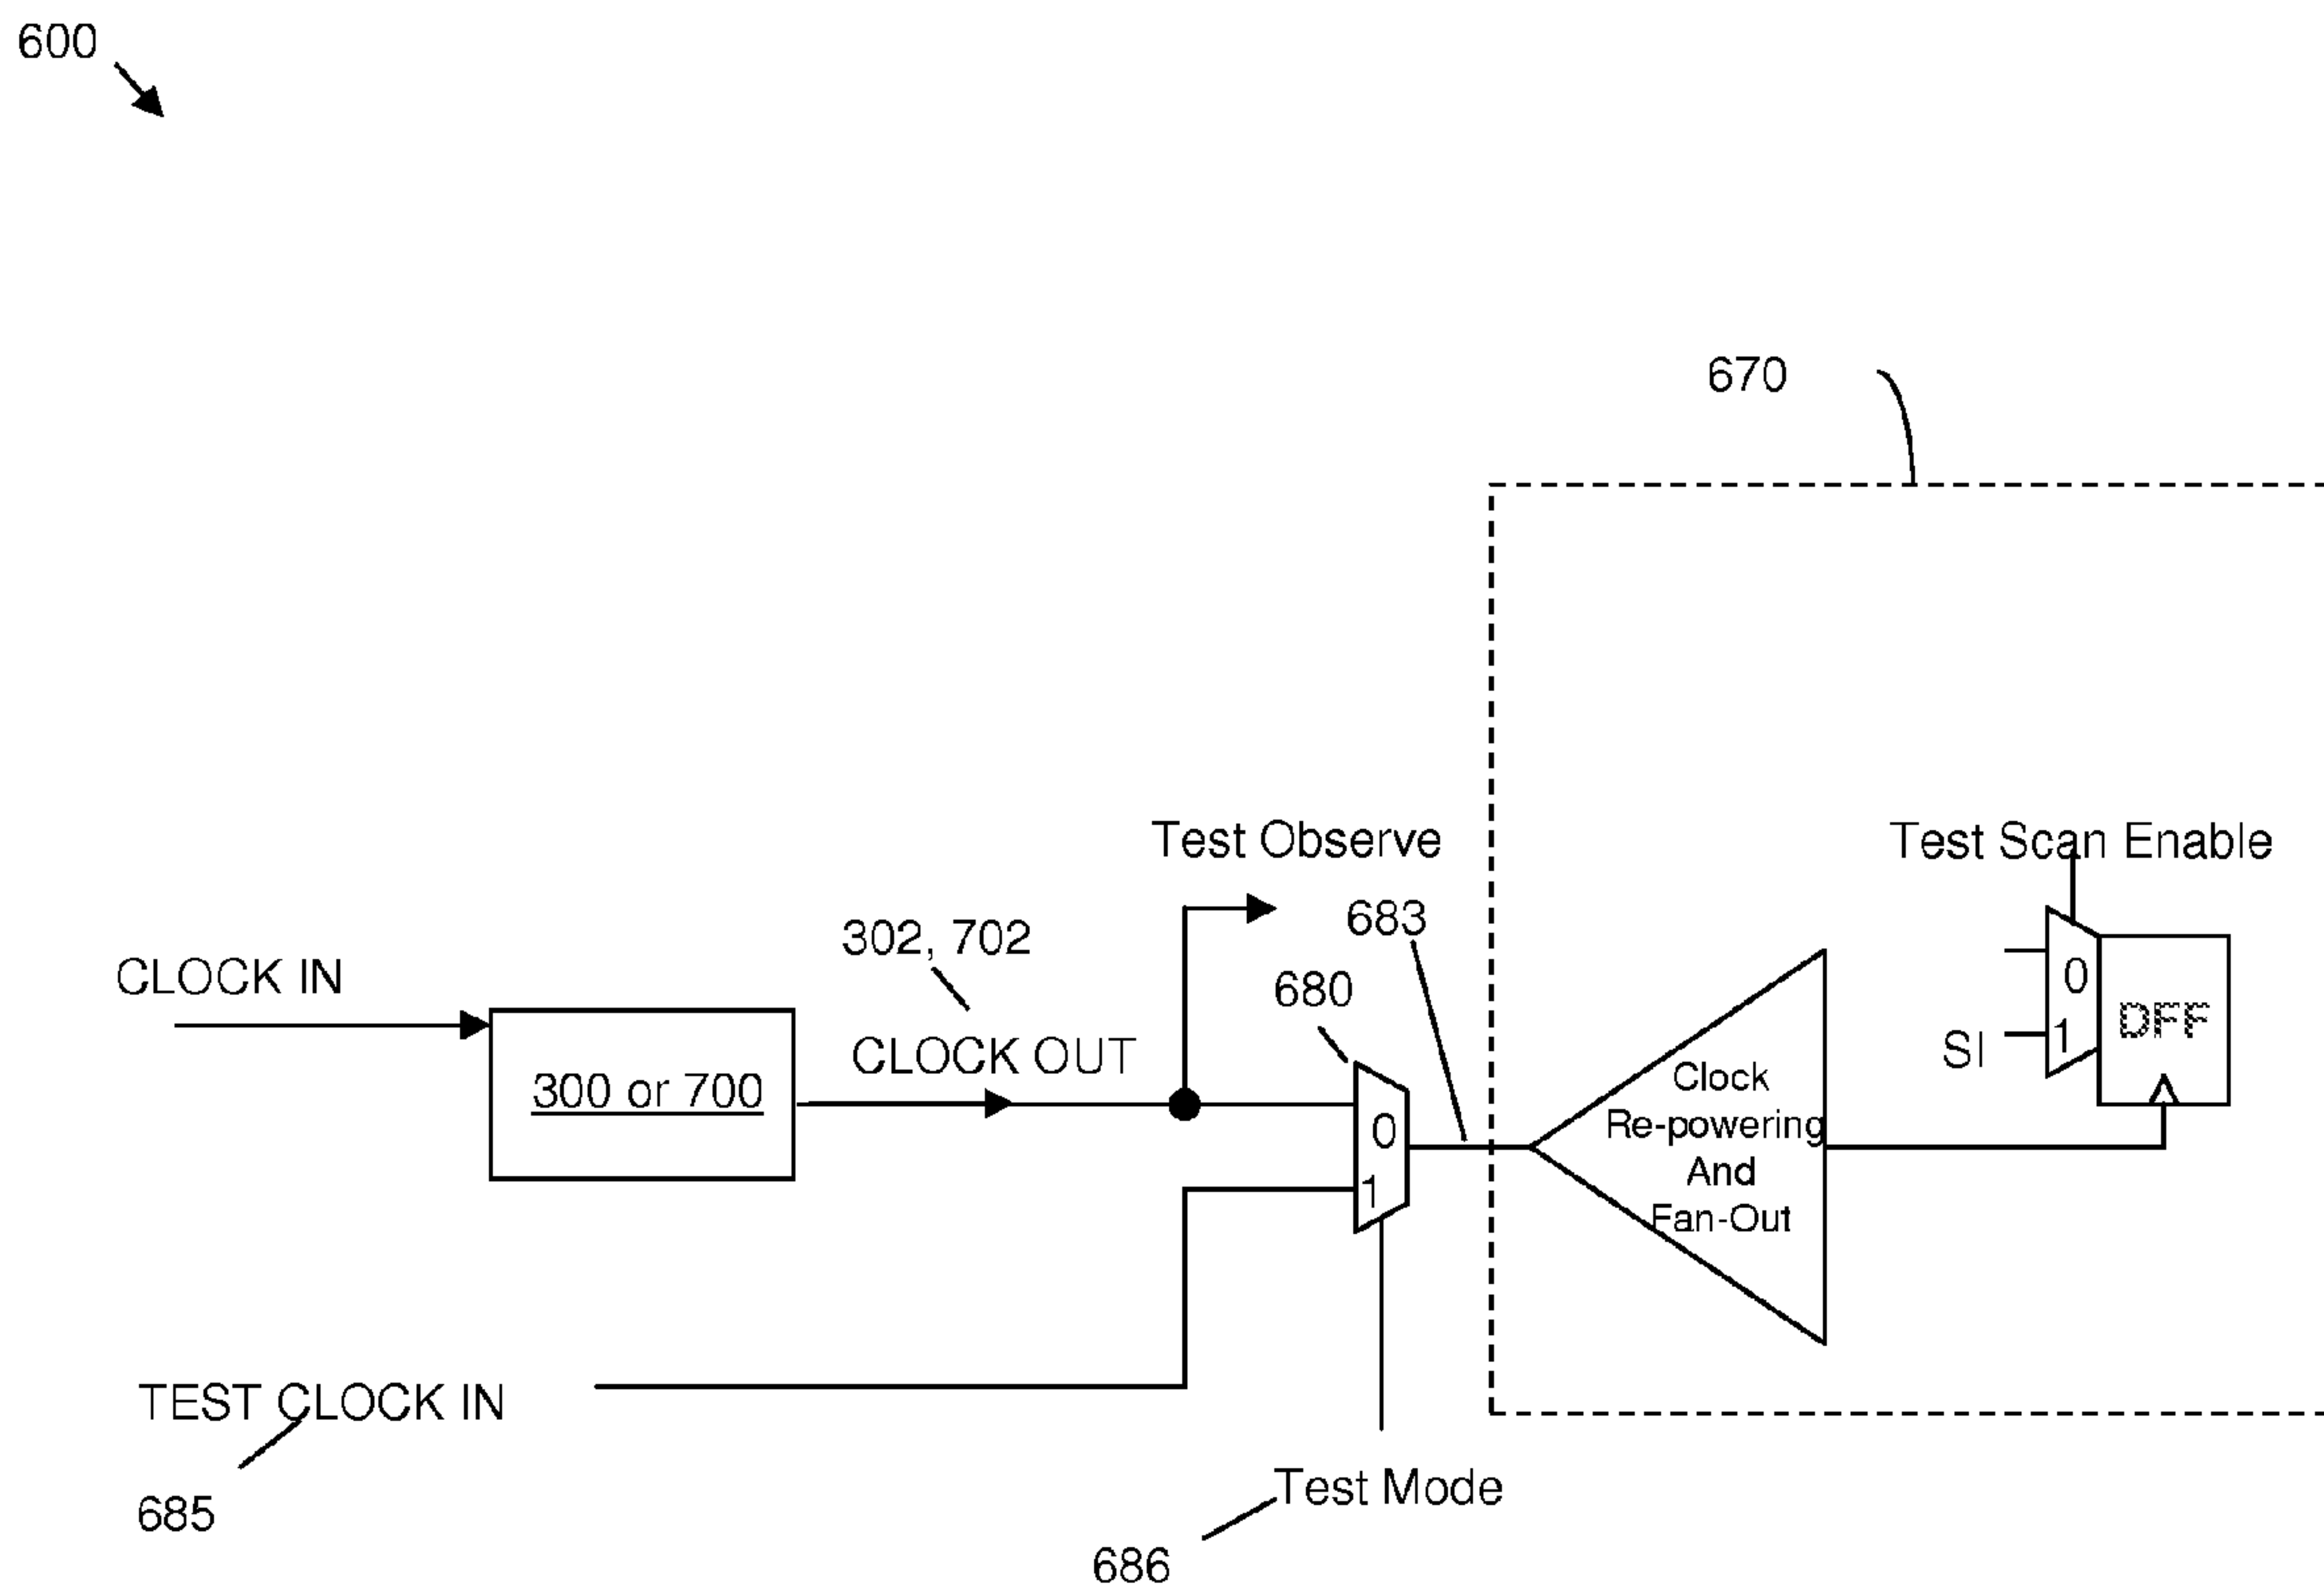 600
670
Test Observe
Test Scan Enable
302, 702
683
CLOCK IN
680
0
1
SI
DFF
CLOCK OUT
300 or 700
0
1
Clock
Re-powering
And
Fan-Out
TEST CLOCK IN
685
Test Mode
686